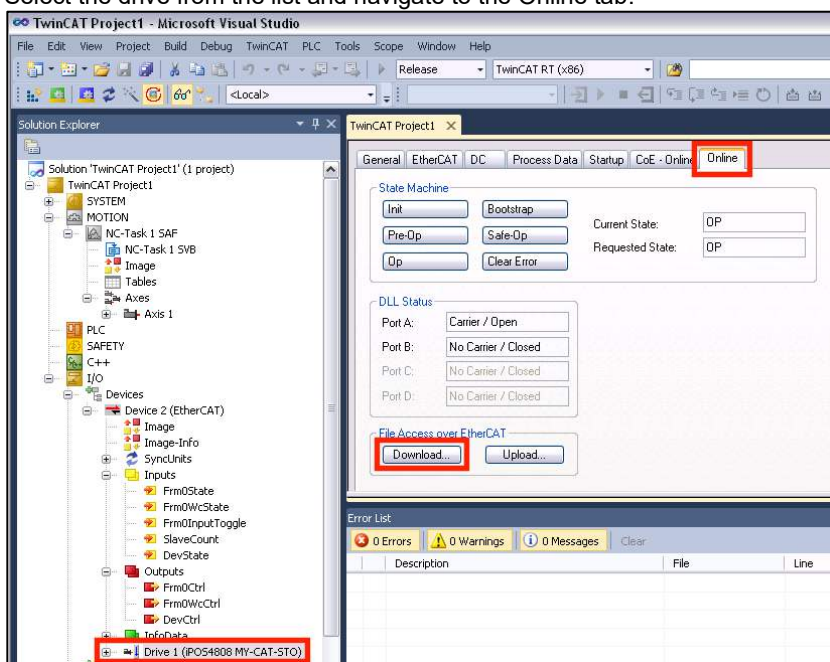 Select the drive from the list and navigate to the Online tab.
TwinCAT Project1 - Microsoft Visual Studio
File Edit View Project Build Debug TwinCAT PLC Tools Scope Window Help
Release TwinCAT RT (x86)
<Local>
Solution Explorer
TwinCAT Project1
Solution 'TwinCAT Project1' (1 project)
TwinCAT Project1
SYSTEM
MOTION
NC-Task 1 SAF
NC-Task 1 SVB
Image
Tables
Axes
Axis 1
PLC
SAFETY
C++
I/O
Devices
Device 2 (EtherCAT)
Image
Image-Info
SyncUnits
Inputs
Frm0State
Frm0WcState
Frm0InputToggle
SlaveCount
DevState
Outputs
Frm0Ctrl
Frm0WcCtrl
DevCtrl
InfoData
Drive 1 (iPOS4808 MY-CAT-STO)
General EtherCAT DC Process Data Startup CoE - Online Online
State Machine
Init Bootstrap
Pre-Op Safe-Op
Op Clear Error
Current State: OP
Requested State: OP
DLL Status
Port A: Carrier / Open
Port B: No Carrier / Closed
Port C: No Carrier / Closed
Port D: No Carrier / Closed
File Access over EtherCAT
Download... Upload...
Error List
0 Errors 0 Warnings 0 Messages Clear
Description File Line